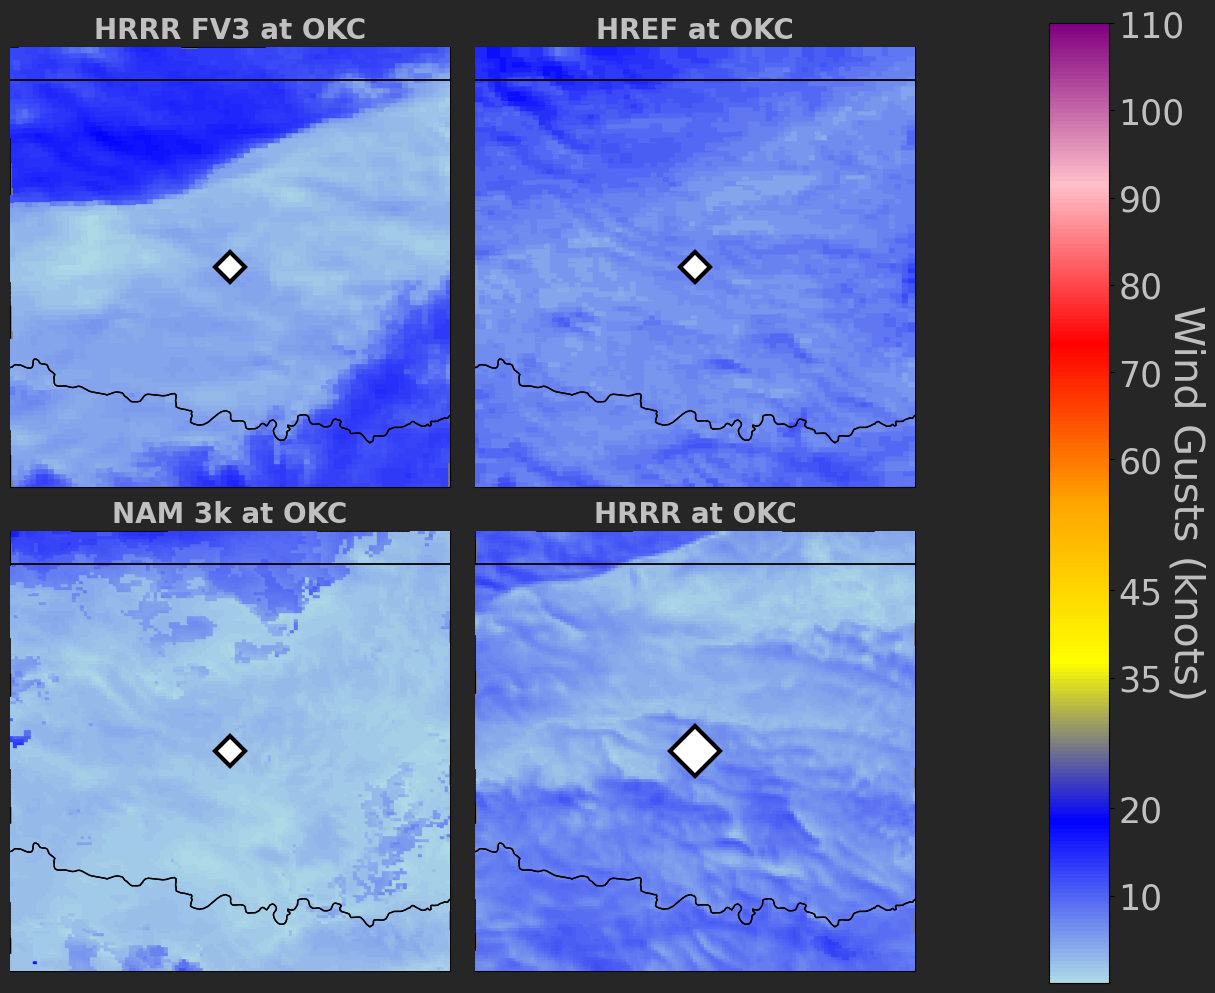 HRRR FV3 at OKC
HREF at OKC
NAM 3k at OKC
HRRR at OKC
110
100
90
80
70
60
45
35
20
10
Wind Gusts (knots)